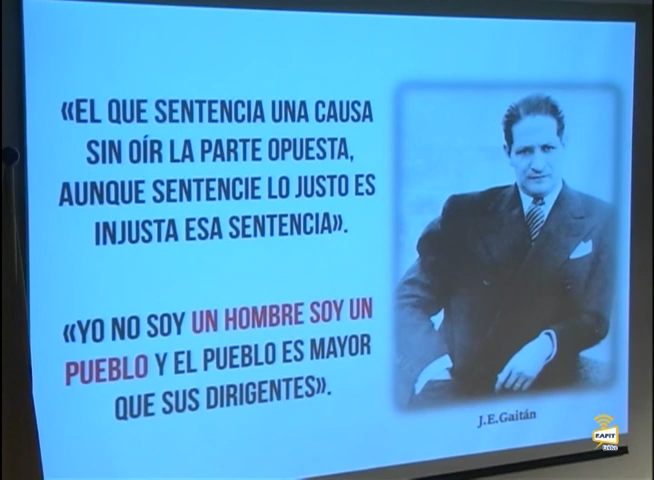 «EL QUE SENTENCIA UNA CAUSA
SIN OÍR LA PARTE OPUESTA,
AUNQUE SENTENCIE LO JUSTO ES
INJUSTA ESA SENTENCIA».
«YO NO SOY UN HOMBRE SOY UN
PUEBLO Y EL PUEBLO ES MAYOR
QUE SUS DIRIGENTES».
J.E.Gaitán
EAFIT